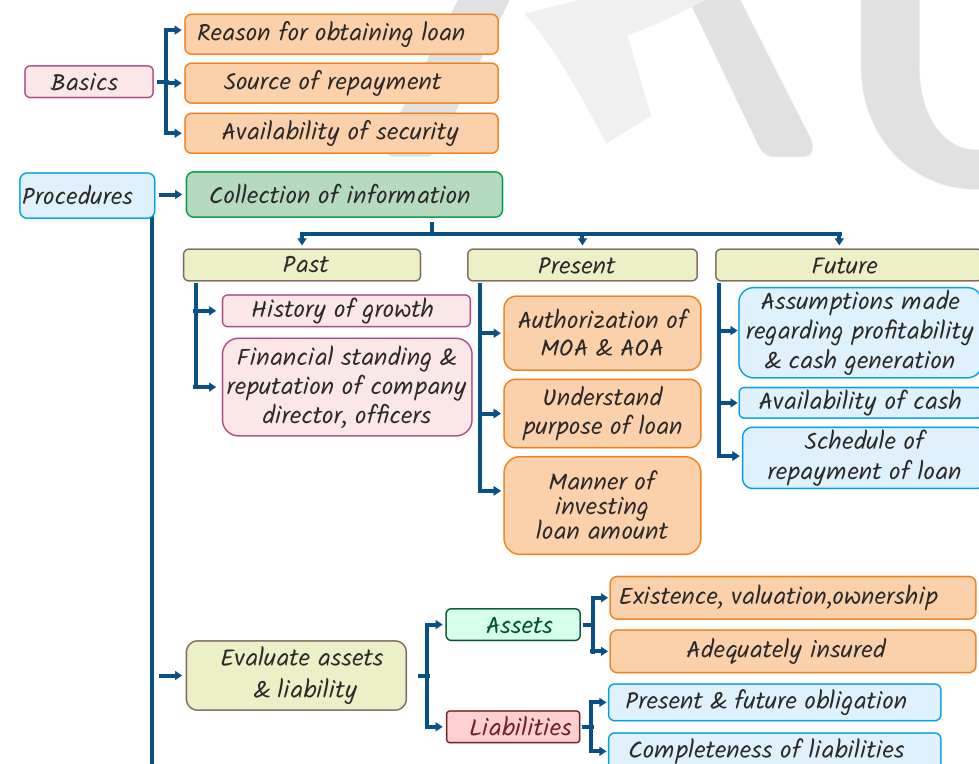 Reason for obtaining loan
Basics
Source of repayment
Availability of security
Procedures
Collection of information
Past
History of growth
Financial standing &
reputation of company
director, officers
Present
Authorization of
MOA & AOA
Understand
purpose of loan
Manner of
investing
loan amount
Future
Assumptions made
regarding profitability
& cash generation
Availability of cash
Schedule of
repayment of loan
Evaluate assets
& liability
Assets
Existence, valuation,ownership
Adequately insured
Liabilities
Present & future obligation
Completeness of liabilities